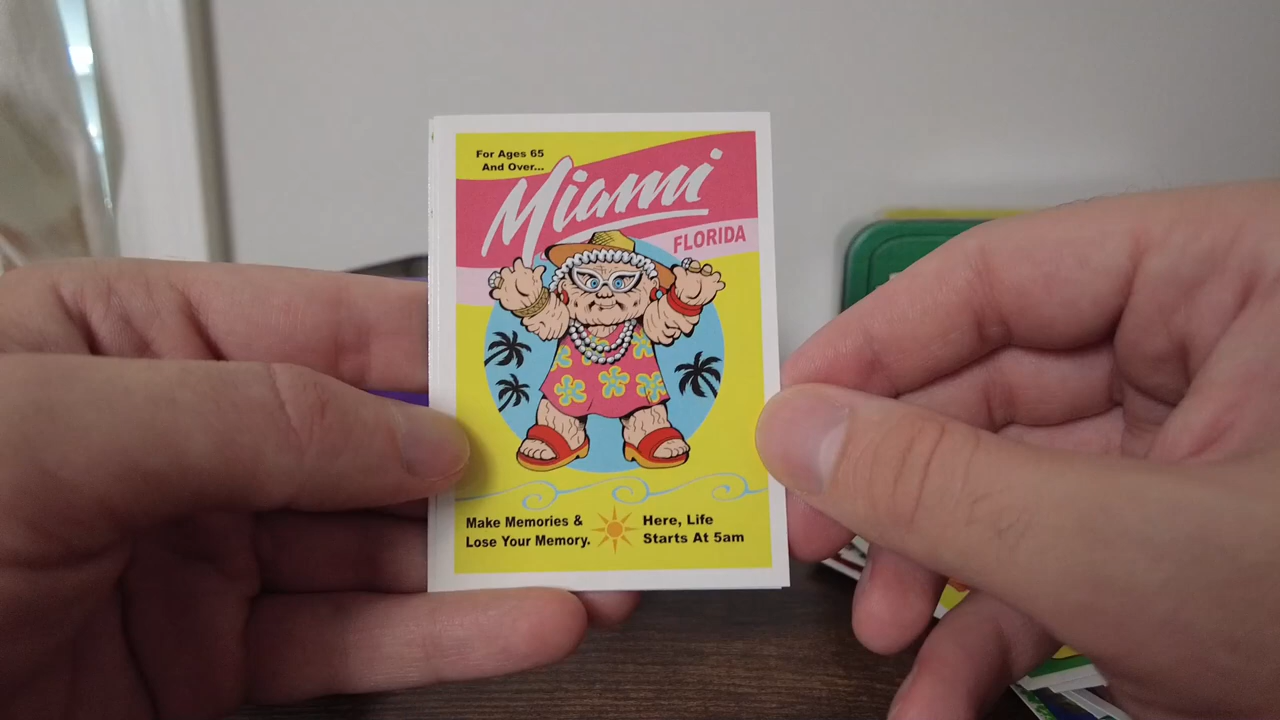 For Ages 65
And Over...
Miami
FLORIDA
Make Memories &
Lose Your Memory.
Here, Life
Starts At 5am